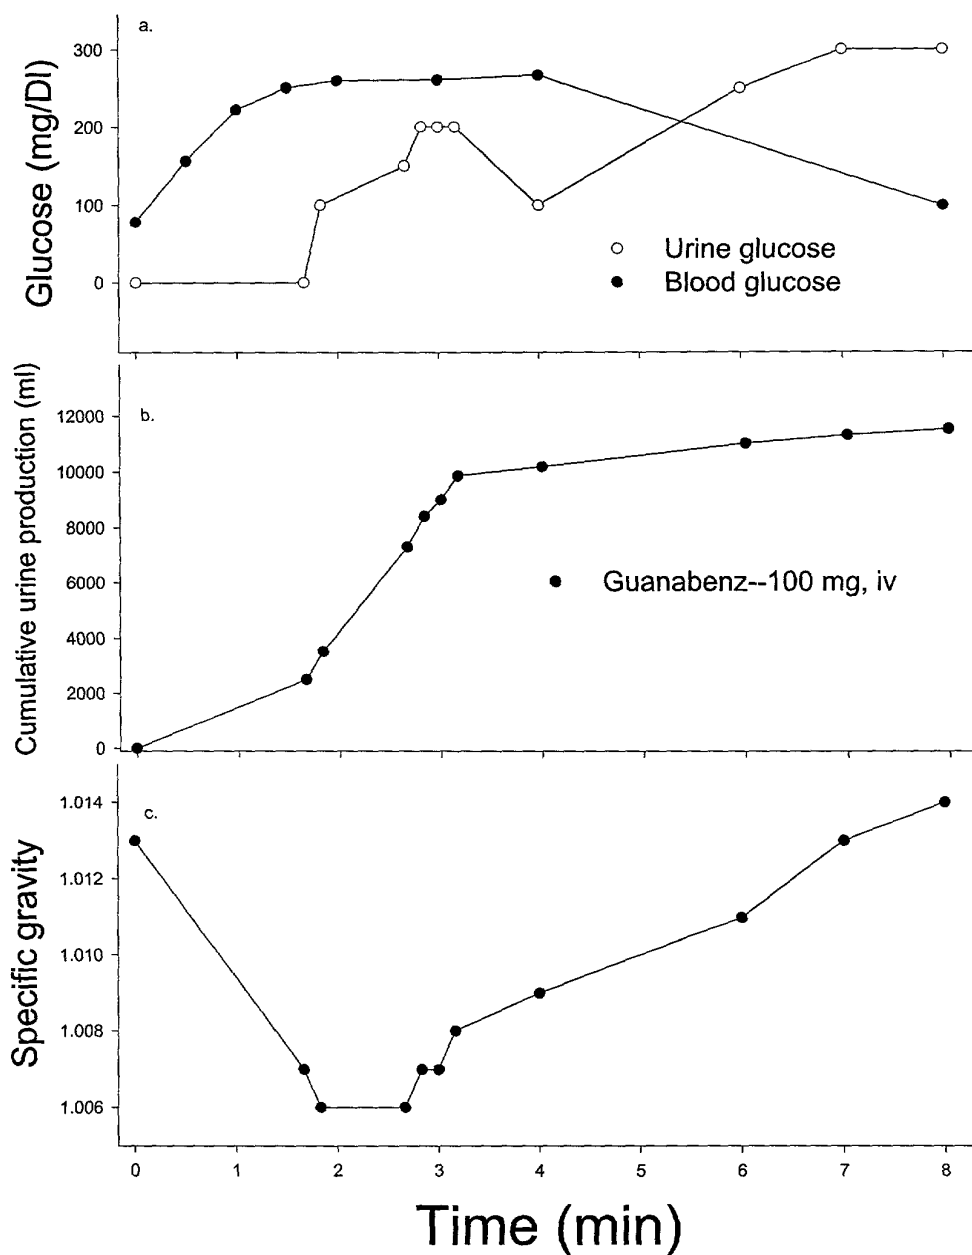 a.
300
200
100
0
Glucose (mg/Dl)
Urine glucose
Blood glucose
b.
12000
10000
8000
6000
4000
2000
0
Cumulative urine production (ml)
Guanabenz--100 mg, iv
c.
1.014
1.012
1.010
1.008
1.006
Specific gravity
0 1 2 3 4 5 6 7 8
Time (min)